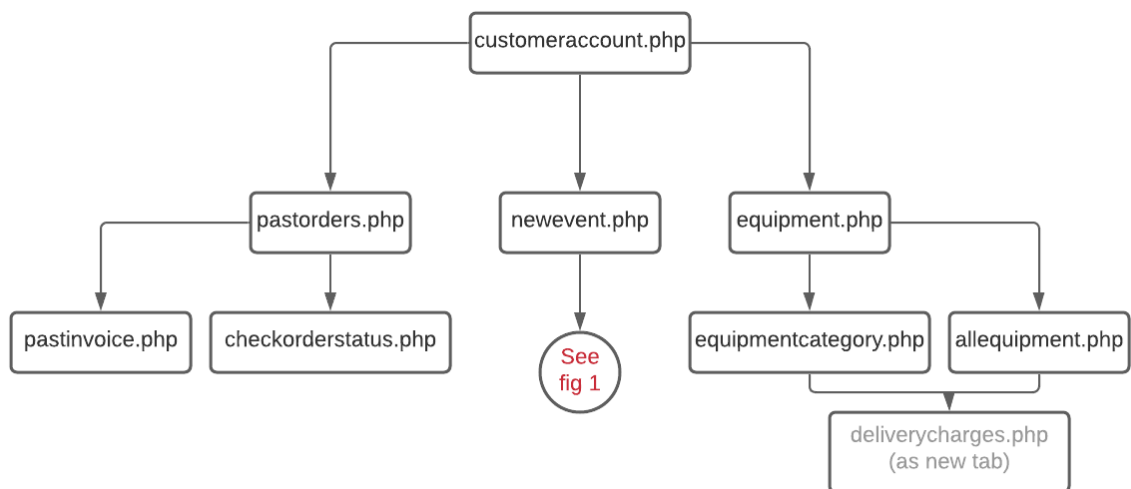 customeraccount.php
pastorders.php
newevent.php
equipment.php
pastinvoice.php
checkorderstatus.php
See
fig 1
equipmentcategory.php
allequipment.php
deliverycharges.php
(as new tab)